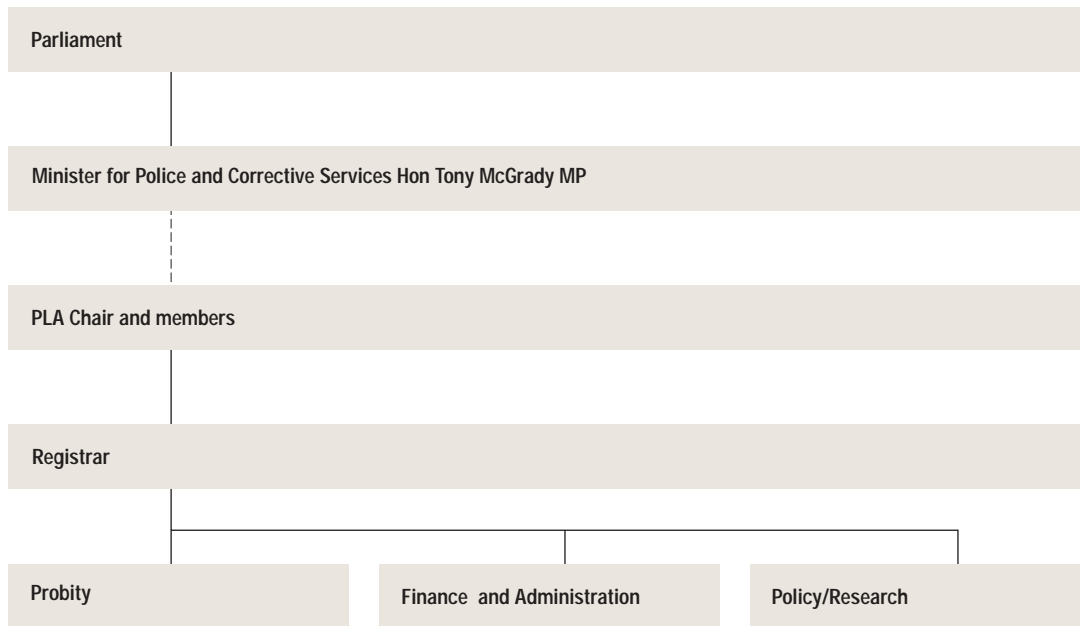 Parliament
Minister for Police and Corrective Services Hon Tony McGrady MP
PLA Chair and members
Registrar
Probity
Finance and Administration
Policy/Research